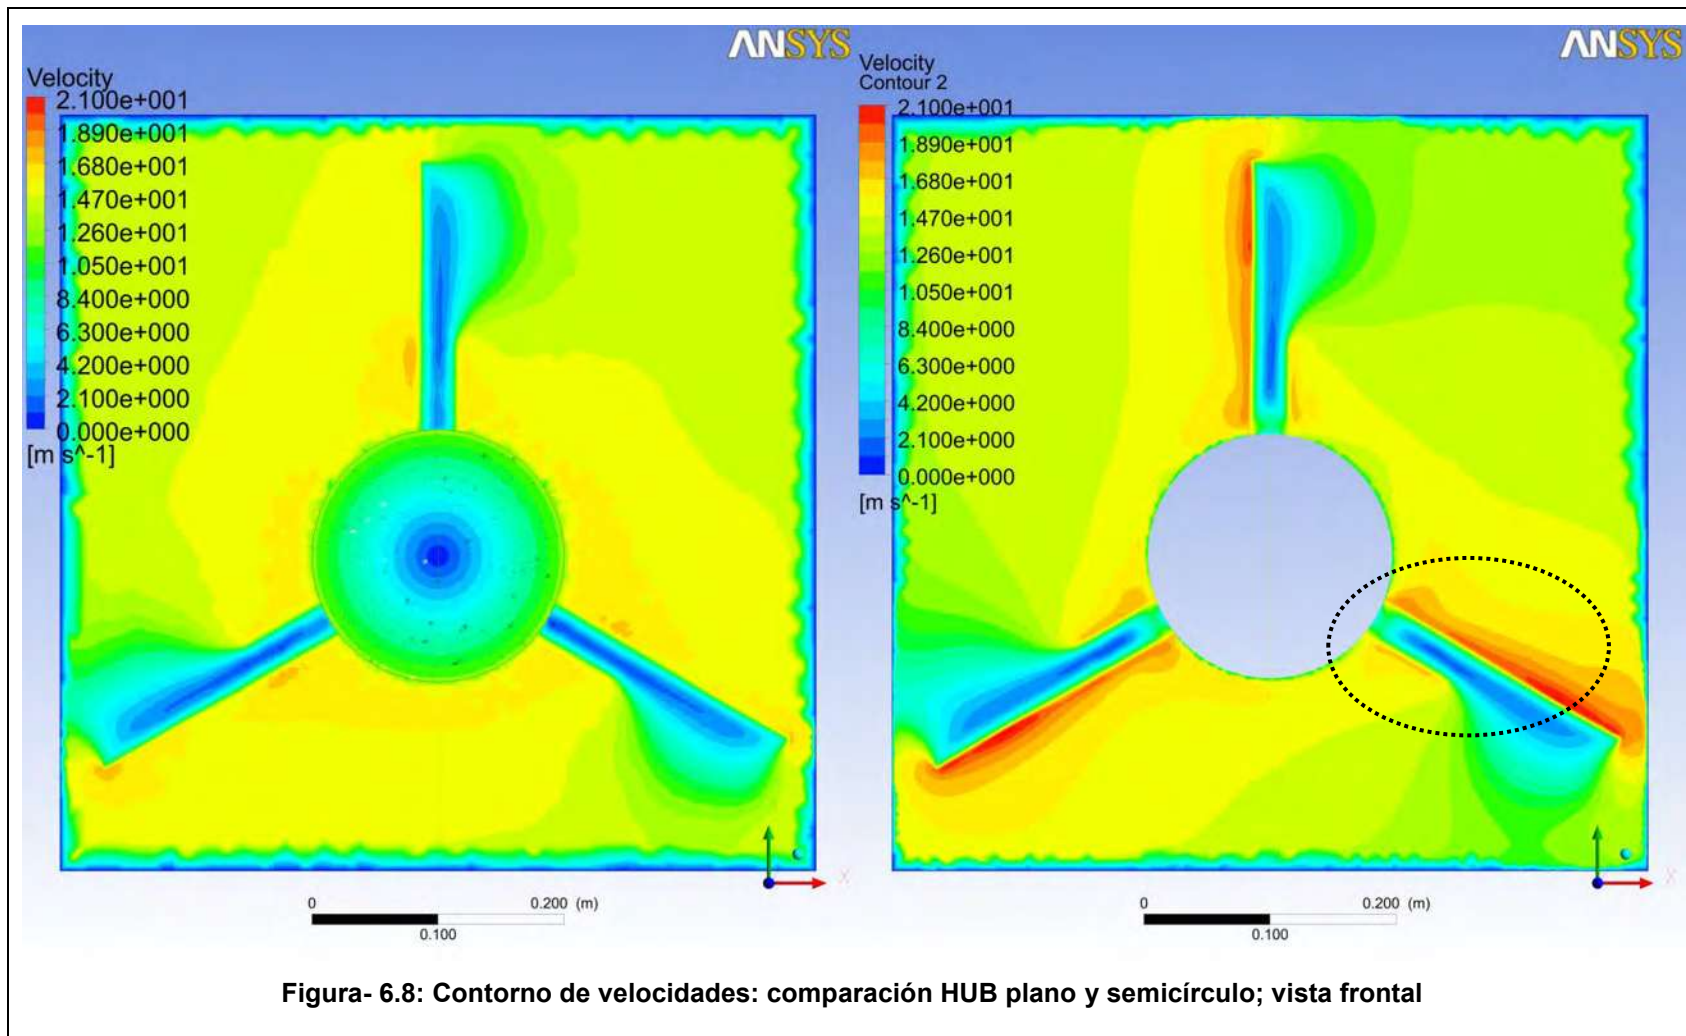 ANSYS
Velocity
2.100e+001
1.890e+001
1.680e+001
1.470e+001
1.260e+001
1.050e+001
8.400e+000
6.300e+000
4.200e+000
2.100e+000
0.000e+000
[m s^-1]
X
0
0.200 (m)
0.100
ANSYS
Velocity
Contour 2
2.100e+001
1.890e+001
1.680e+001
1.470e+001
1.260e+001
1.050e+001
8.400e+000
6.300e+000
4.200e+000
2.100e+000
0.000e+000
[m s^-1]
X
0
0.200 (m)
0.100
Figura- 6.8: Contorno de velocidades: comparación HUB plano y semicírculo; vista frontal